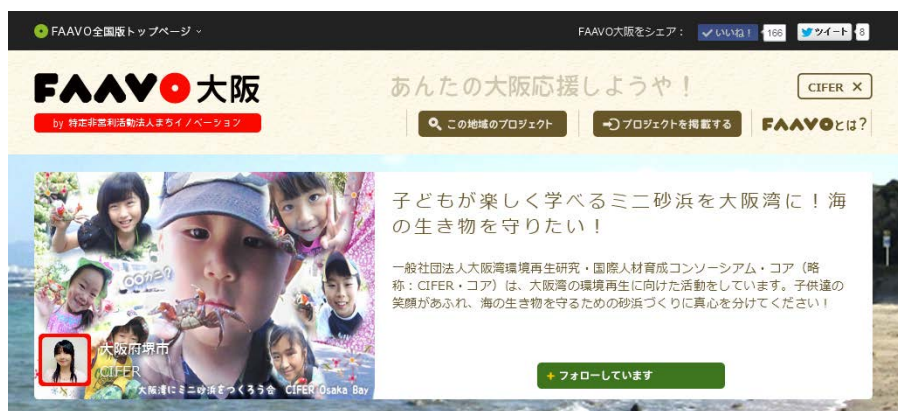 FAAVO全国版トップページ
FAAVO大阪をシェア： いいね！ 166 ツイート 8
FAAVO大阪
by 特定非営利活動法人まちイノベーション
あんたの大阪応援しようや！
CIFER ×
この地域のプロジェクト
プロジェクトを掲載する
FAAVOとは？
子どもが楽しく学べるミニ砂浜を大阪湾に！海
の生き物を守りたい！
一般社団法人大阪湾環境再生研究・国際人材育成コンソーシアム・コア（略
称：CIFER・コア）は、大阪湾の環境再生に向けた活動をしています。子供達の
笑顔があふれ、海の生き物を守るための砂浜づくりに真心を分けてください！
大阪府堺市
CIFER
大阪湾にミニ砂浜をつくろう会 CIFER Osaka Bay
+ フォローしています